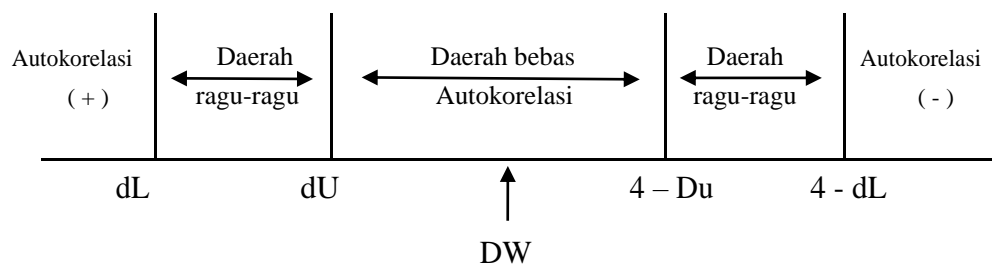 Autokorelasi
( + )
Daerah
ragu-ragu
Daerah bebas
Autokorelasi
Daerah
ragu-ragu
Autokorelasi
( - )
dL
dU
4 – Du
4 - dL
DW